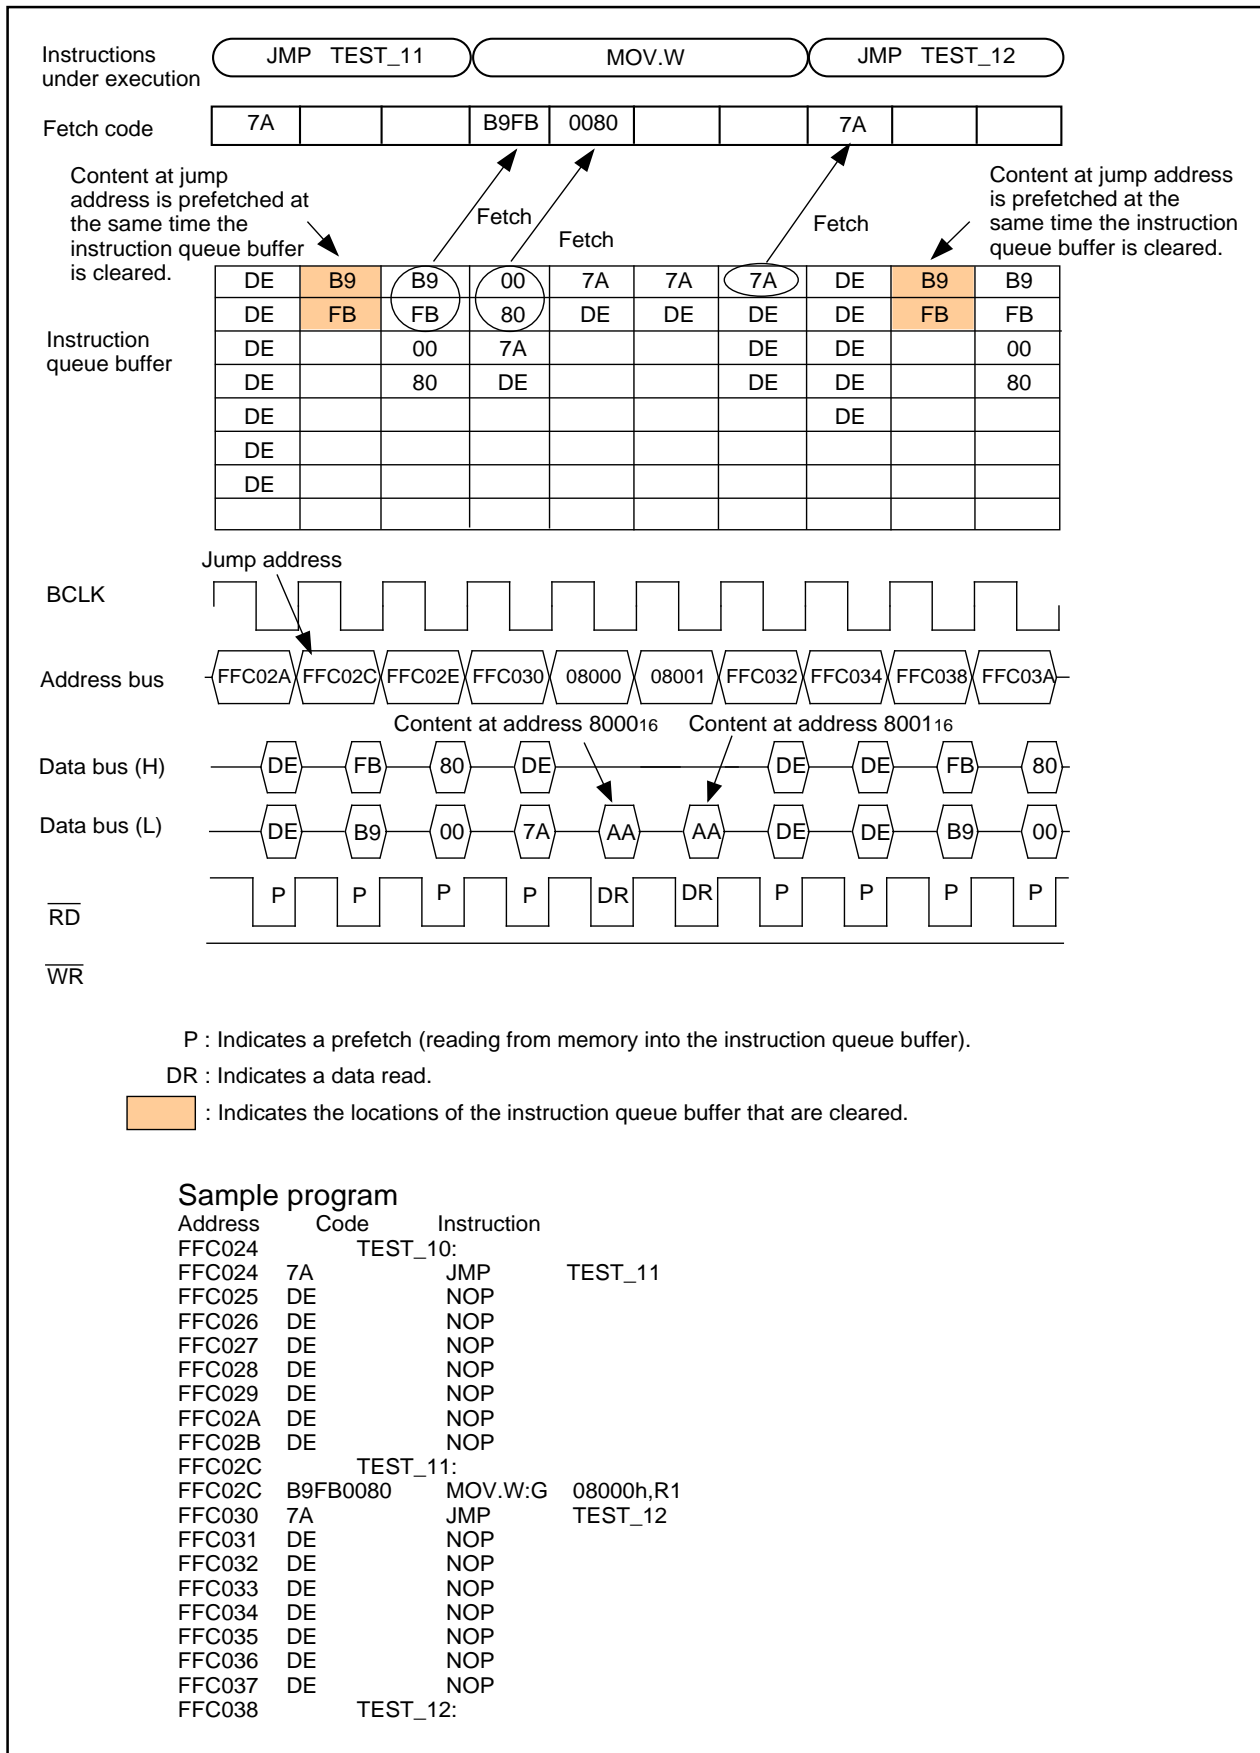 Instructions under execution
JMP TEST_11 MOV.W JMP TEST_12
Fetch code 7A B9FB 0080 7A
Content at jump
address is prefetched at
the same time the
instruction queue buffer
is cleared.
Fetch
Fetch
Fetch
Content at jump address
is prefetched at the
same time the instruction
queue buffer is cleared.
Instruction
queue buffer
DE B9 B9 00 7A 7A 7A DE B9 B9
DE FB FB 80 DE DE DE DE FB FB
DE 00 7A DE DE 00
DE 80 DE DE DE 80
DE DE
DE
DE
Jump address
BCLK
Address bus FFC02A FFC02C FFC02E FFC030 08000 08001 FFC032 FFC034 FFC038 FFC03A
Content at address 800016 Content at address 800116
Data bus (H) DE FB 80 DE DE DE FB 80
Data bus (L) DE B9 00 7A AA AA DE DE B9 00
RD P P P P DR DR P P P P
WR
P : Indicates a prefetch (reading from memory into the instruction queue buffer).
DR : Indicates a data read.
: Indicates the locations of the instruction queue buffer that are cleared.
Sample program
Address Code Instruction
FFC024 TEST_10:
FFC024 7A JMP TEST_11
FFC025 DE NOP
FFC026 DE NOP
FFC027 DE NOP
FFC028 DE NOP
FFC029 DE NOP
FFC02A DE NOP
FFC02B DE NOP
FFC02C TEST_11:
FFC02C B9FB0080 MOV.W:G 08000h,R1
FFC030 7A JMP TEST_12
FFC031 DE NOP
FFC032 DE NOP
FFC033 DE NOP
FFC034 DE NOP
FFC035 DE NOP
FFC036 DE NOP
FFC037 DE NOP
FFC038 TEST_12: